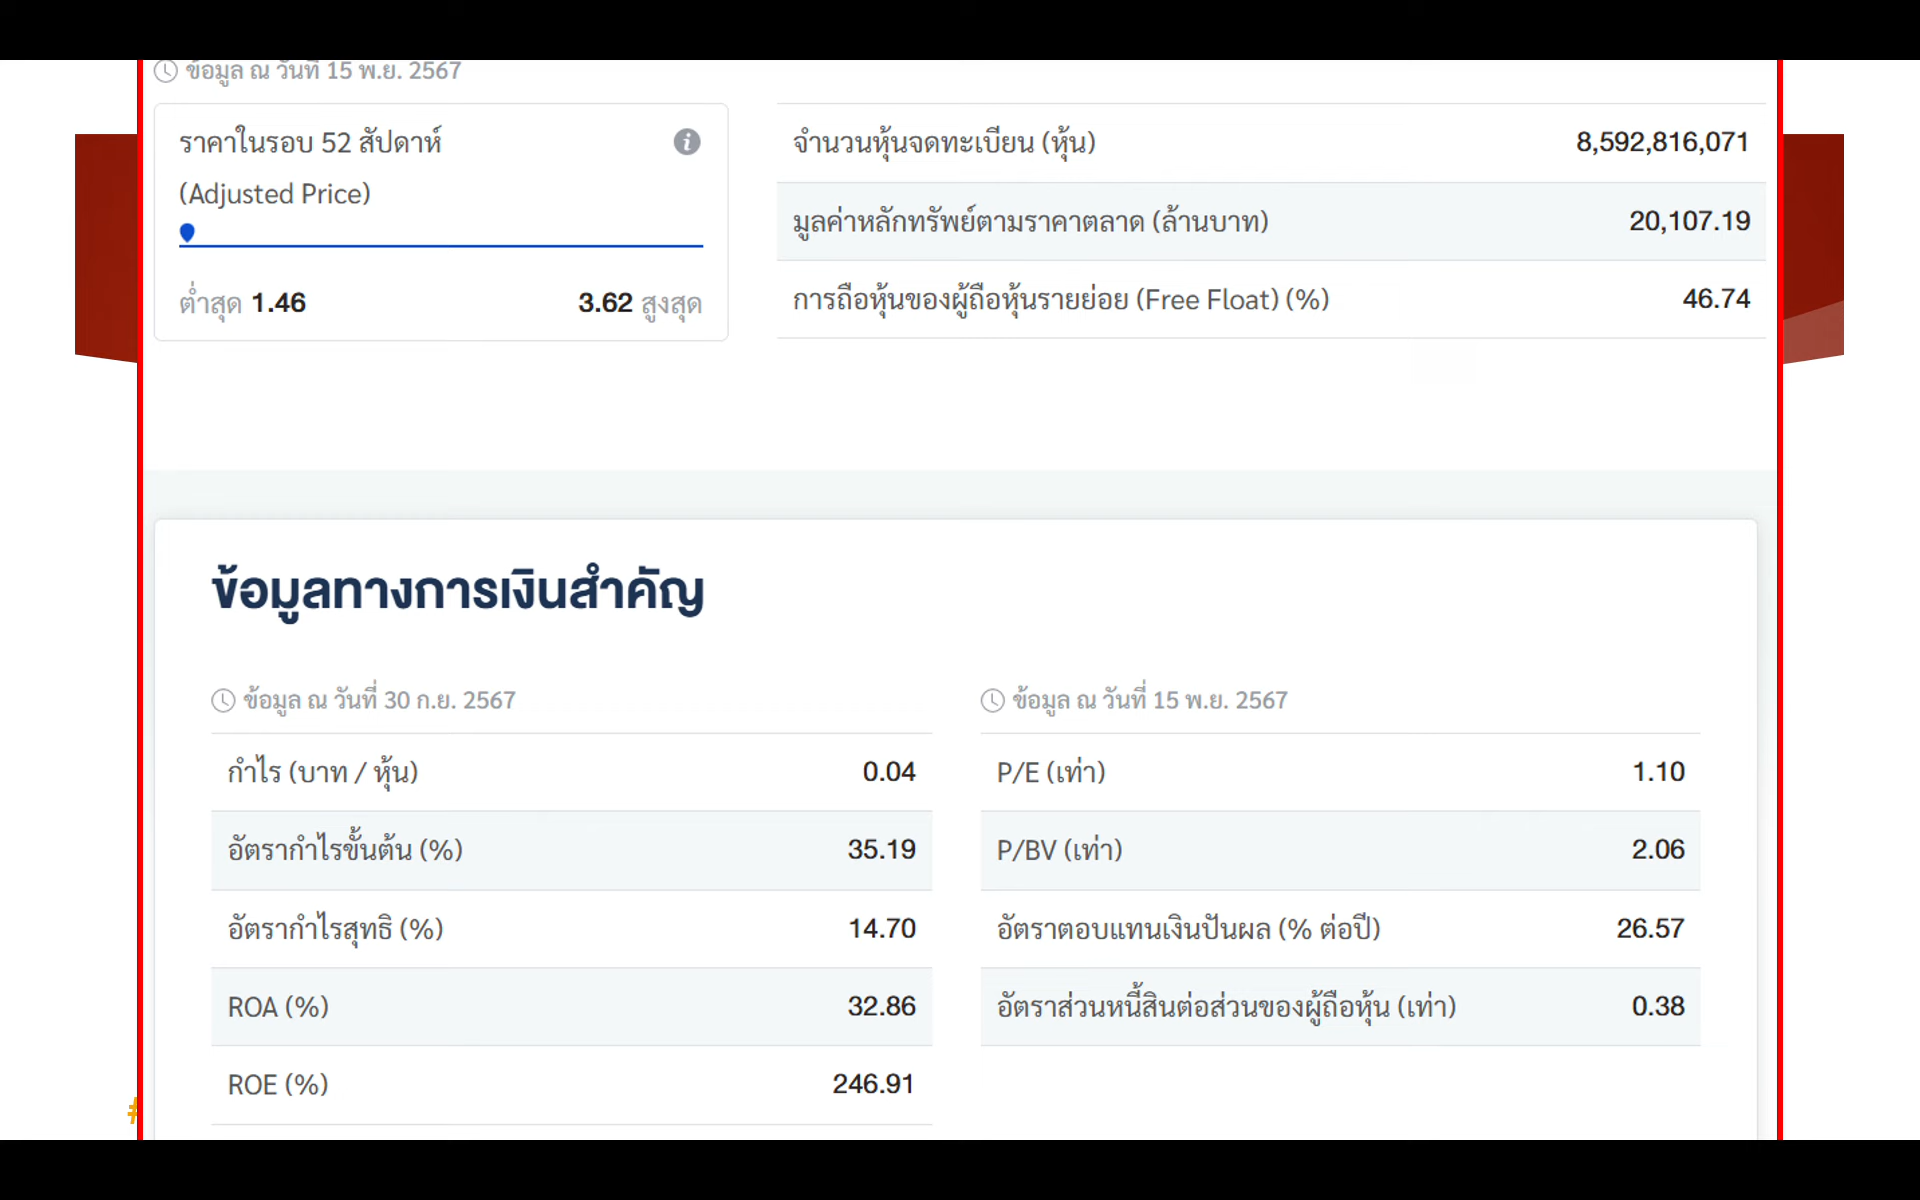 ข้อมูล ณ วันที่ 15 พ.ย. 2567
ราคาในรอบ 52 สัปดาห์
(Adjusted Price)
ต่ำสุด 1.46 3.62 สูงสุด
จำนวนหุ้นจดทะเบียน (หุ้น) 8,592,816,071
มูลค่าหลักทรัพย์ตามราคาตลาด (ล้านบาท) 20,107.19
การถือหุ้นของผู้ถือหุ้นรายย่อย (Free Float) (%) 46.74
ข้อมูลทางการเงินสำคัญ
ข้อมูล ณ วันที่ 30 ก.ย. 2567
กำไร (บาท / หุ้น) 0.04
อัตรากำไรขั้นต้น (%) 35.19
อัตรากำไรสุทธิ (%) 14.70
ROA (%) 32.86
ROE (%) 246.91
ข้อมูล ณ วันที่ 15 พ.ย. 2567
P/E (เท่า) 1.10
P/BV (เท่า) 2.06
อัตราตอบแทนเงินปันผล (% ต่อปี) 26.57
อัตราส่วนหนี้สินต่อส่วนของผู้ถือหุ้น (เท่า) 0.38
#